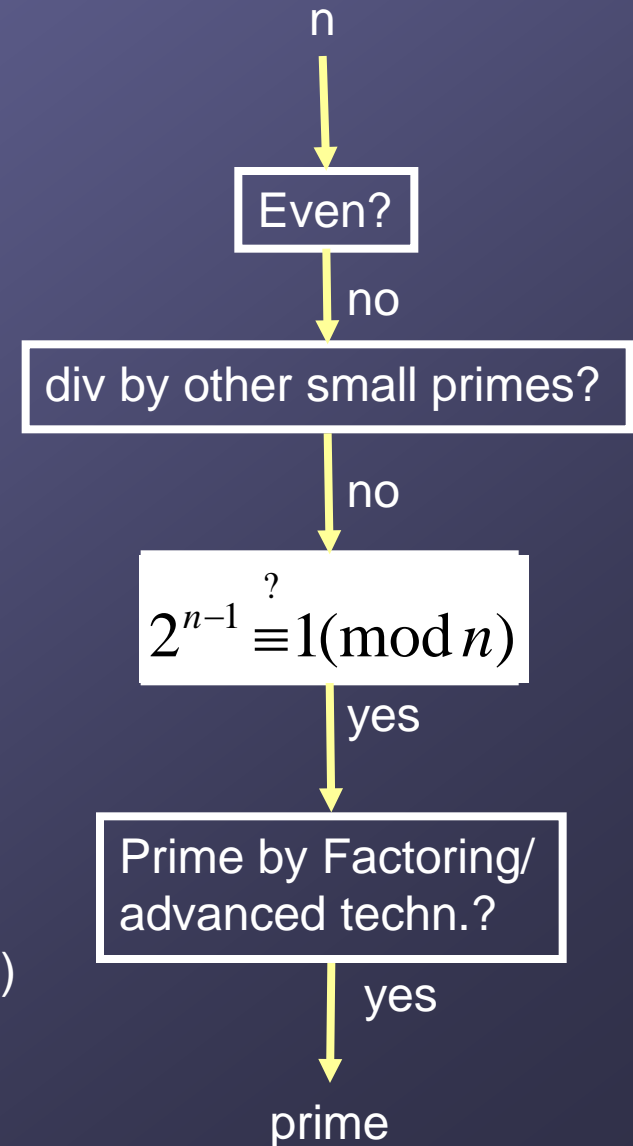 n
Even?
no
div by other small primes?
no
?
2^{n−1} ≡ 1(mod n)
yes
Prime by Factoring/
advanced techn.?
)
yes
prime